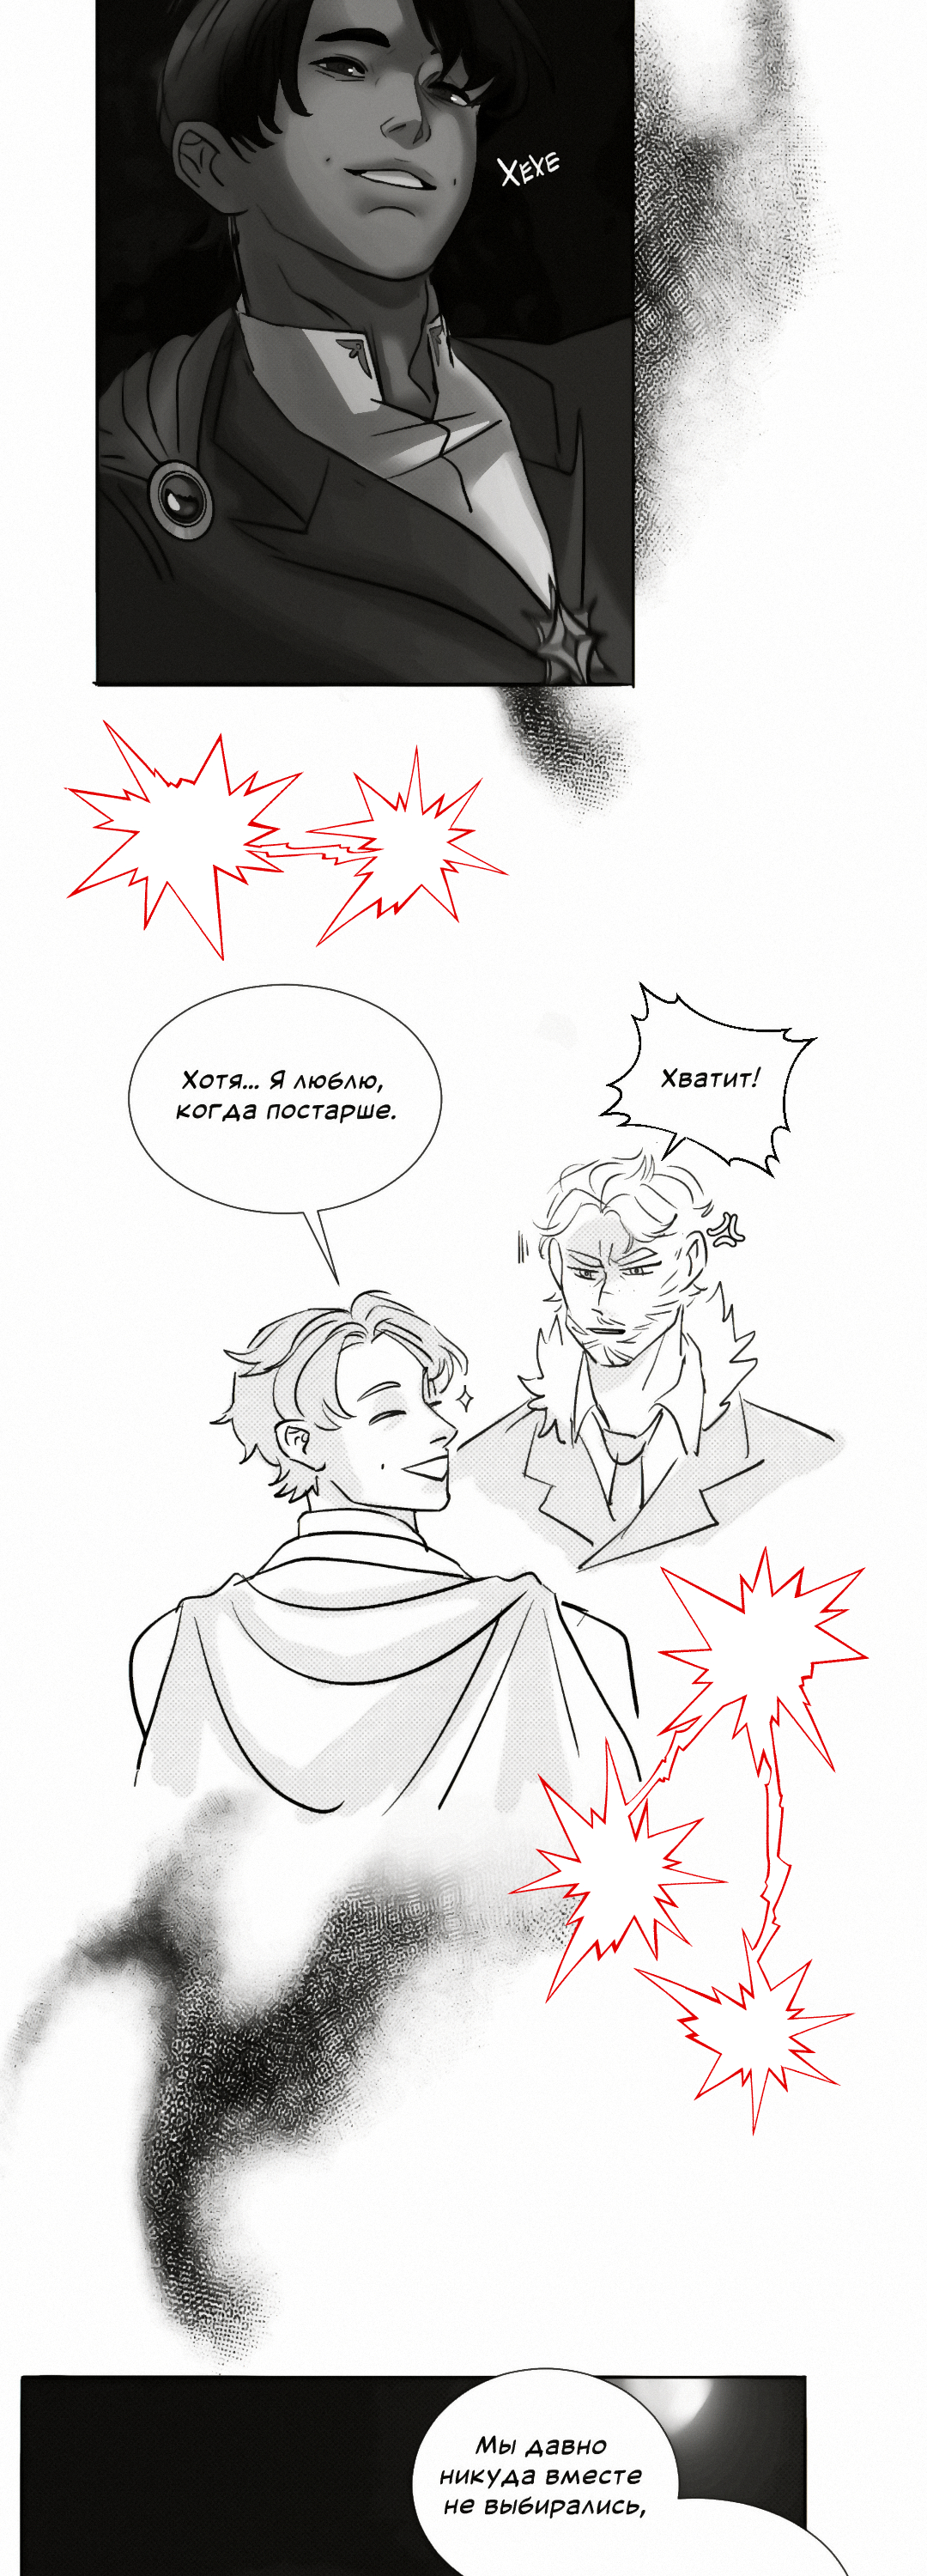 ХЕХЕ
Хотя... Я люблю,
когда постарше.
Хватит!
Мы давно
никуда вместе
не выбирались,